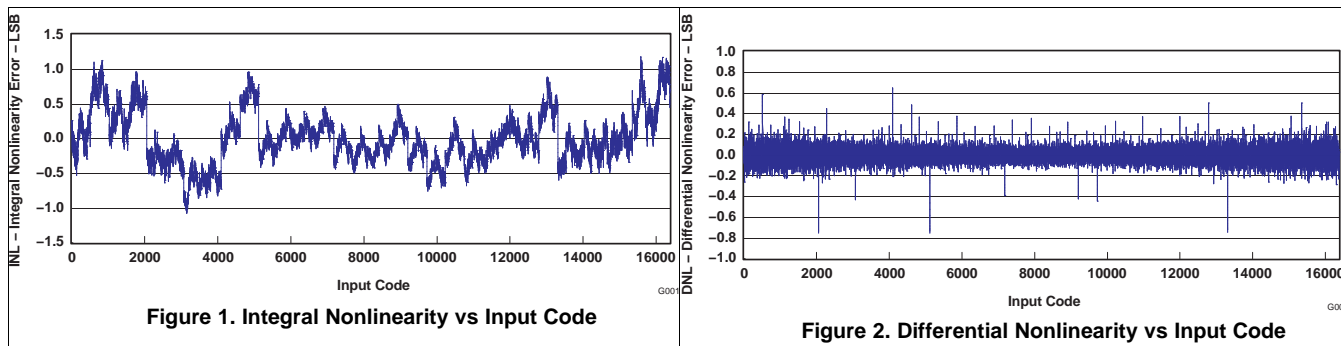 INL – Integral Nonlinearity Error – LSB
1.5
1.0
0.5
0.0
–0.5
–1.0
–1.5
0 2000 4000 6000 8000 10000 12000 14000 16000
Input Code
G001
Figure 1. Integral Nonlinearity vs Input Code
DNL – Differential Nonlinearity Error – LSB
1.0
0.8
0.6
0.4
0.2
0.0
–0.2
–0.4
–0.6
–0.8
–1.0
0 2000 4000 6000 8000 10000 12000 14000 16000
Input Code
Figure 2. Differential Nonlinearity vs Input Code